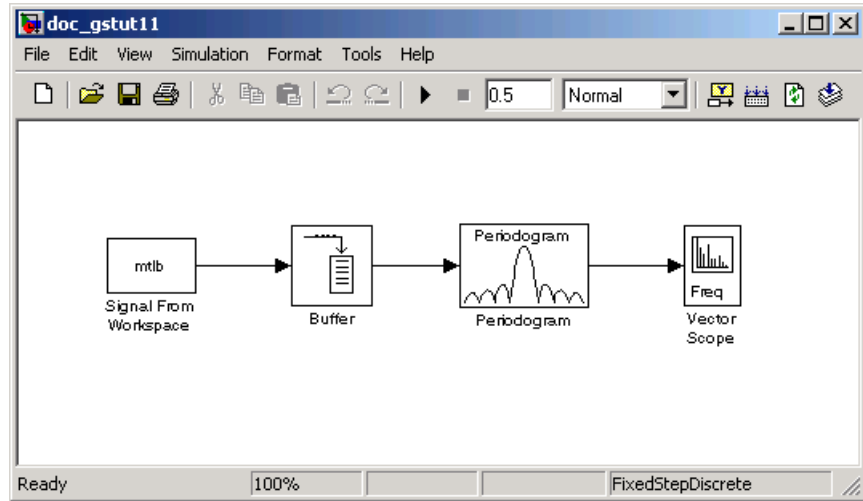 doc_gstut11
File Edit View Simulation Format Tools Help
0.5 Normal
Y
mtlb
Signal From
Workspace
Buffer
Periodogram
Periodogram
Freq
Vector
Scope
Ready 100% FixedStepDiscrete